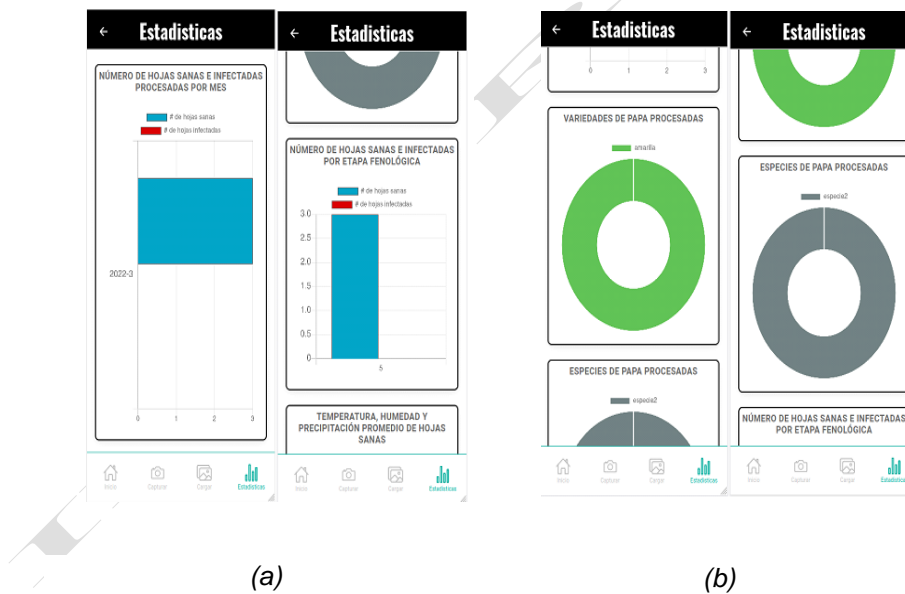 Estadisticas
NÚMERO DE HOJAS SANAS E INFECTADAS
PROCESADAS POR MES
# de hojas sanas
# de hojas infectadas
2022-3
0 1 2 3
Inicio Capturar Cargar Estadísticas
Estadisticas
NÚMERO DE HOJAS SANAS E INFECTADAS
POR ETAPA FENOLÓGICA
# de hojas sanas
# de hojas infectadas
3.0
2.5
2.0
1.5
1.0
0.5
0
5
TEMPERATURA, HUMEDAD Y
PRECIPITACIÓN PROMEDIO DE HOJAS
SANAS
Inicio Capturar Cargar Estadísticas
(a)
Estadisticas
0 1 2 3
VARIEDADES DE PAPA PROCESADAS
amarilla
ESPECIES DE PAPA PROCESADAS
especie2
Inicio Capturar Cargar Estadísticas
Estadisticas
ESPECIES DE PAPA PROCESADAS
especie2
NÚMERO DE HOJAS SANAS E INFECTADAS
POR ETAPA FENOLÓGICA
Inicio Capturar Cargar Estadísticas
(b)